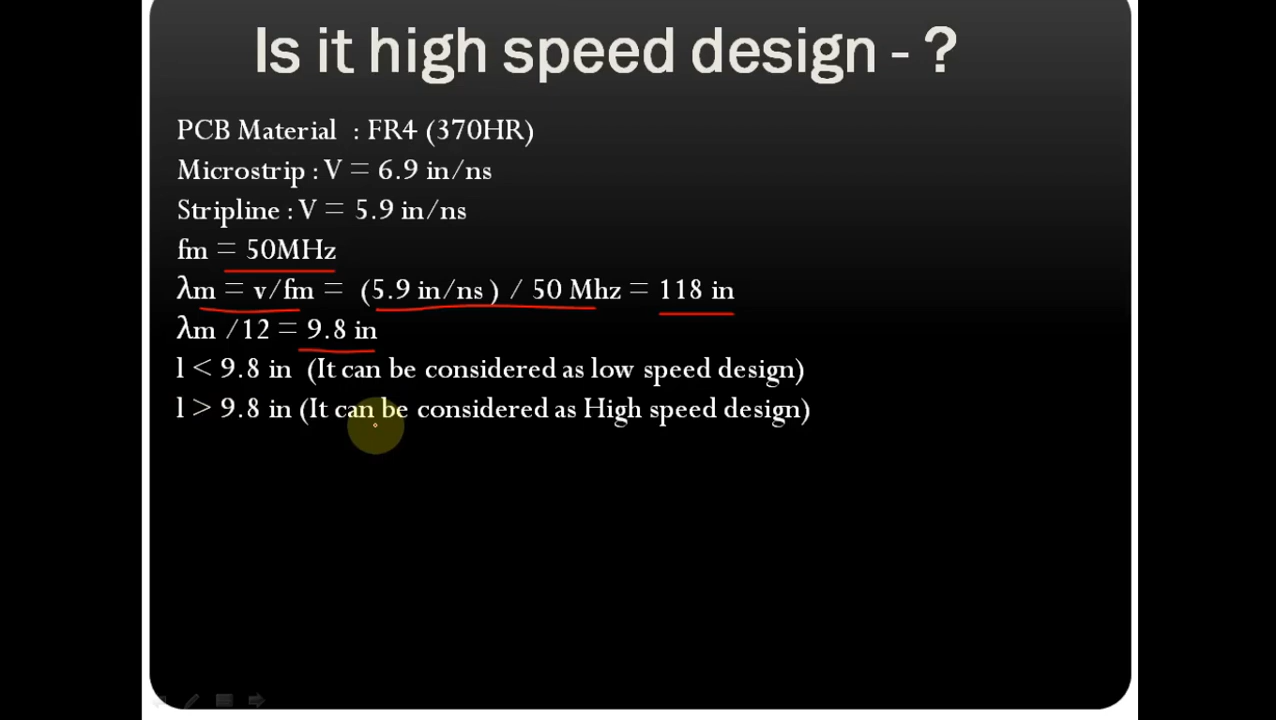 Is it high speed design - ?
PCB Material : FR4 (370HR)
Microstrip : V = 6.9 in/ns
Stripline : V = 5.9 in/ns
fm = 50MHz
λm = v/fm = (5.9 in/ns ) / 50 Mhz = 118 in
λm /12 = 9.8 in
l < 9.8 in (It can be considered as low speed design)
l > 9.8 in (It can be considered as High speed design)